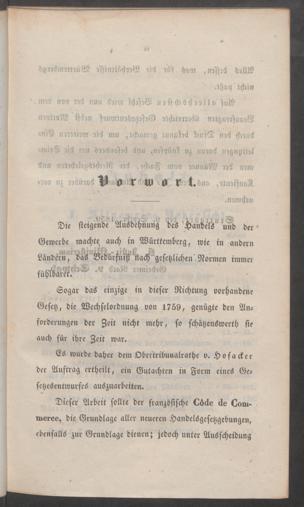 Vorwort.
Die steigende Ausdehnung des Handels und der
Gewerbe machte auch in Württemberg, wie in andern
Ländern, das Bedürfniß nach gesetzlichen Normen immer
fühlbarer.
Sogar das einzige in dieser Richtung vorhandene
Gesetz, die Wechselordnung von 1759, genügte den An-
forderungen der Zeit nicht mehr, so schätzenswerth sie
auch für ihre Zeit war.
Es wurde daher dem Obertribunalrathe v. Hofacker
der Auftrag ertheilt, ein Gutachten in Form eines Ge-
setzesentwurfes auszuarbeiten.
Dieser Arbeit sollte der französische Côde de Com-
merce, die Grundlage aller neueren Handelsgesetzgebungen,
ebenfalls zur Grundlage dienen; jedoch unter Ausscheidung